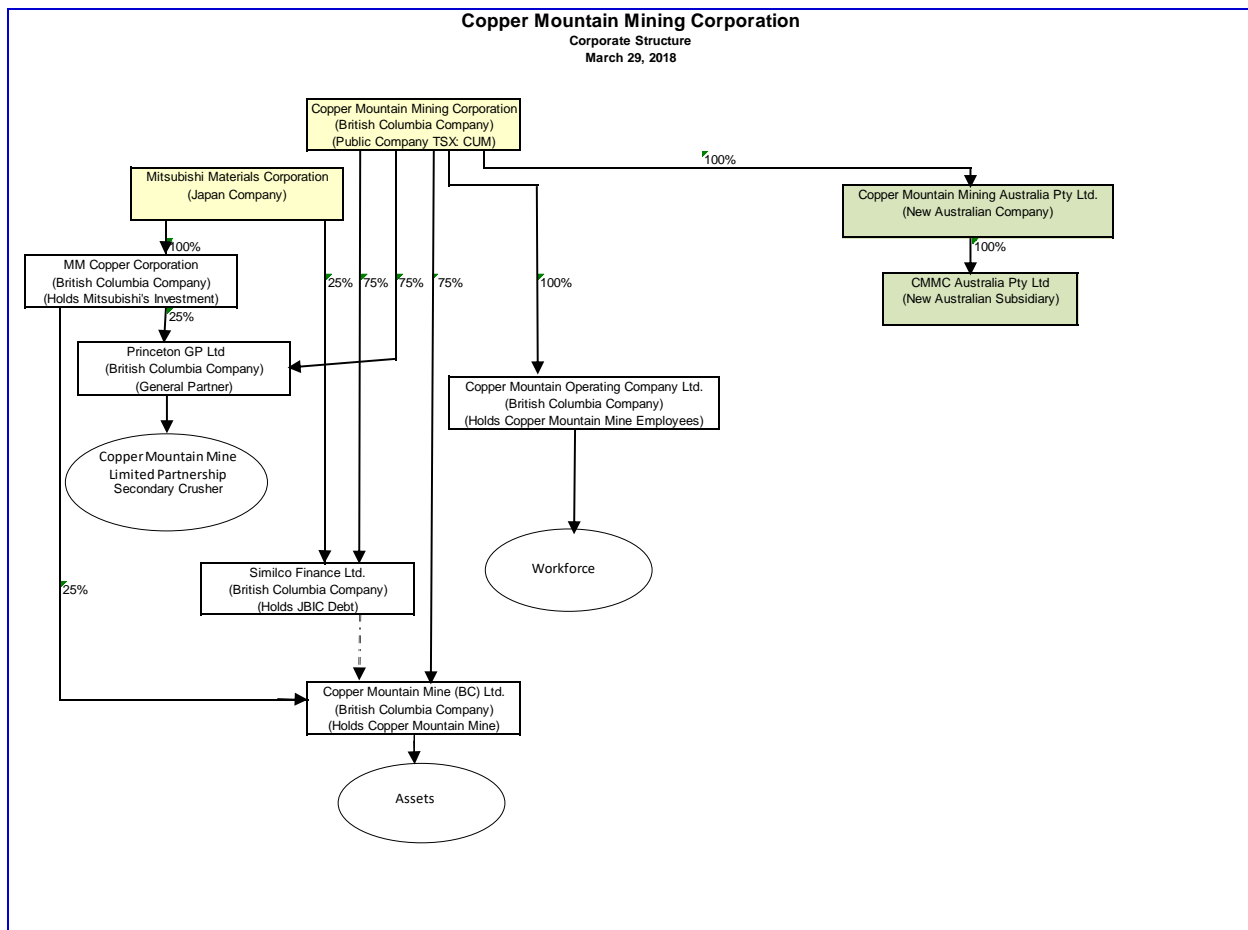 Copper Mountain Mining Corporation
Corporate Structure
March 29, 2018
Copper Mountain Mining Corporation
(British Columbia Company)
(Public Company TSX: CUM)
100%
Mitsubishi Materials Corporation
(Japan Company)
Copper Mountain Mining Australia Pty Ltd.
(New Australian Company)
100%
100%
MM Copper Corporation
(British Columbia Company)
(Holds Mitsubishi's Investment)
25%
75%
75%
75%
100%
CMMC Australia Pty Ltd
(New Australian Subsidiary)
25%
Princeton GP Ltd
(British Columbia Company)
(General Partner)
Copper Mountain Operating Company Ltd.
(British Columbia Company)
(Holds Copper Mountain Mine Employees)
Copper Mountain Mine
Limited Partnership
Secondary Crusher
Workforce
Similco Finance Ltd.
(British Columbia Company)
(Holds JBIC Debt)
25%
Copper Mountain Mine (BC) Ltd.
(British Columbia Company)
(Holds Copper Mountain Mine)
Assets